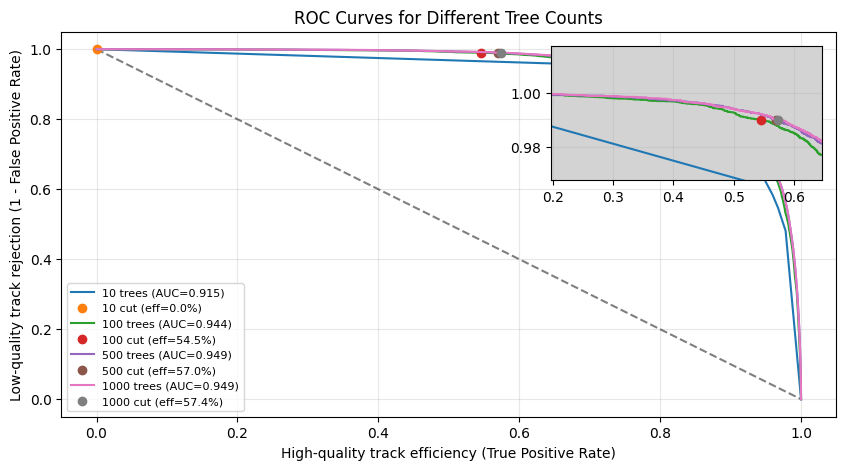 ROC Curves for Different Tree Counts
Low-quality track rejection (1 - False Positive Rate)
1.0
0.8
0.6
0.4
0.2
0.0
1.00
0.98
0.2 0.3 0.4 0.5 0.6
10 trees (AUC=0.915)
10 cut (eff=0.0%)
100 trees (AUC=0.944)
100 cut (eff=54.5%)
500 trees (AUC=0.949)
500 cut (eff=57.0%)
1000 trees (AUC=0.949)
1000 cut (eff=57.4%)
0.0 0.2 0.4 0.6 0.8 1.0
High-quality track efficiency (True Positive Rate)